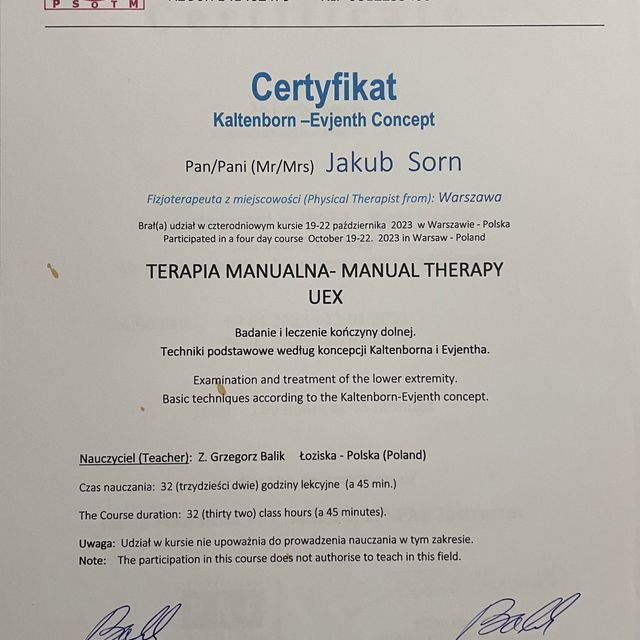 PSOTM
Certyfikat
Kaltenborn –Evjenth Concept
Pan/Pani (Mr/Mrs) Jakub Sorn
Fizjoterapeuta z miejscowości (Physical Therapist from): Warszawa
Brał(a) udział w czterodniowym kursie 19-22 października 2023 w Warszawie - Polska
Participated in a four day course October 19-22. 2023 in Warsaw - Poland
TERAPIA MANUALNA- MANUAL THERAPY
UEX
Badanie i leczenie kończyny dolnej.
Techniki podstawowe według koncepcji Kaltenborna i Evjentha.
Examination and treatment of the lower extremity.
Basic techniques according to the Kaltenborn-Evjenth concept.
Nauczyciel (Teacher): Z. Grzegorz Balik Łoziska - Polska (Poland)
Czas nauczania: 32 (trzydzieści dwie) godziny lekcyjne (a 45 min.)
The Course duration: 32 (thirty two) class hours (a 45 minutes).
Uwaga: Udział w kursie nie upoważnia do prowadzenia nauczania w tym zakresie.
Note: The participation in this course does not authorise to teach in this field.